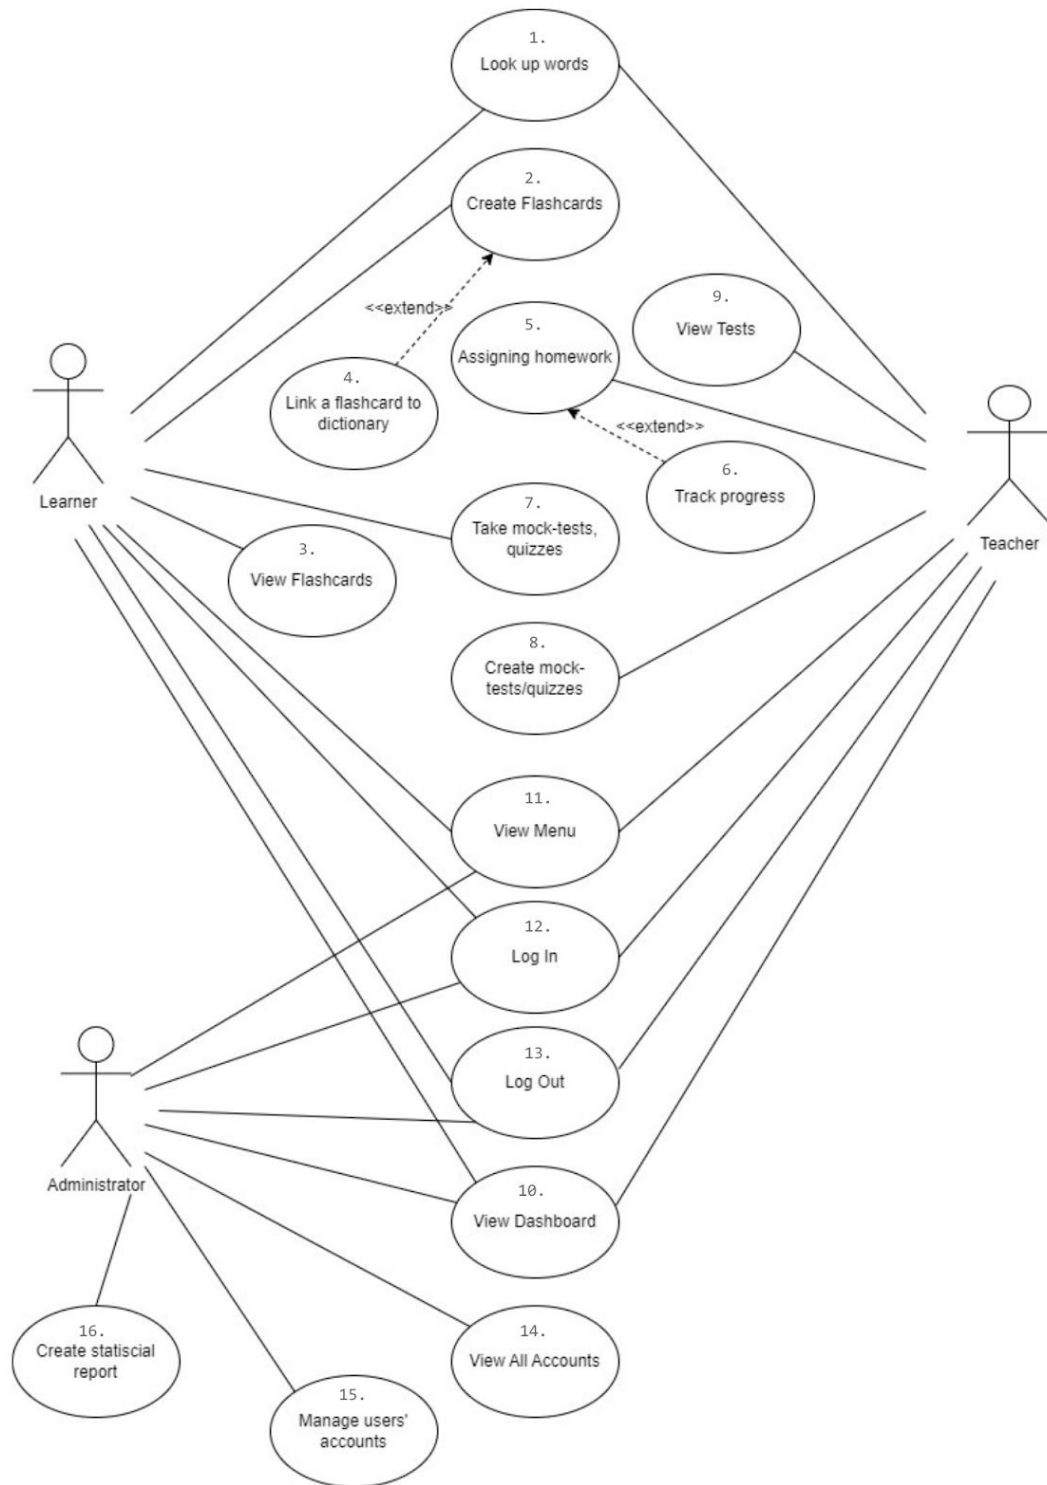 1.
Look up words
2.
Create Flashcards
<<extend>>
9.
View Tests
5.
Assigning homework
4.
Link a flashcard to
dictionary
<<extend>>
6.
Track progress
Learner
7.
Take mock-tests,
quizzes
Teacher
3.
View Flashcards
8.
Create mock-
tests/quizzes
11.
View Menu
12.
Log In
13.
Log Out
Administrator
10.
View Dashboard
16.
Create statiscial
report
14.
View All Accounts
15.
Manage users'
accounts